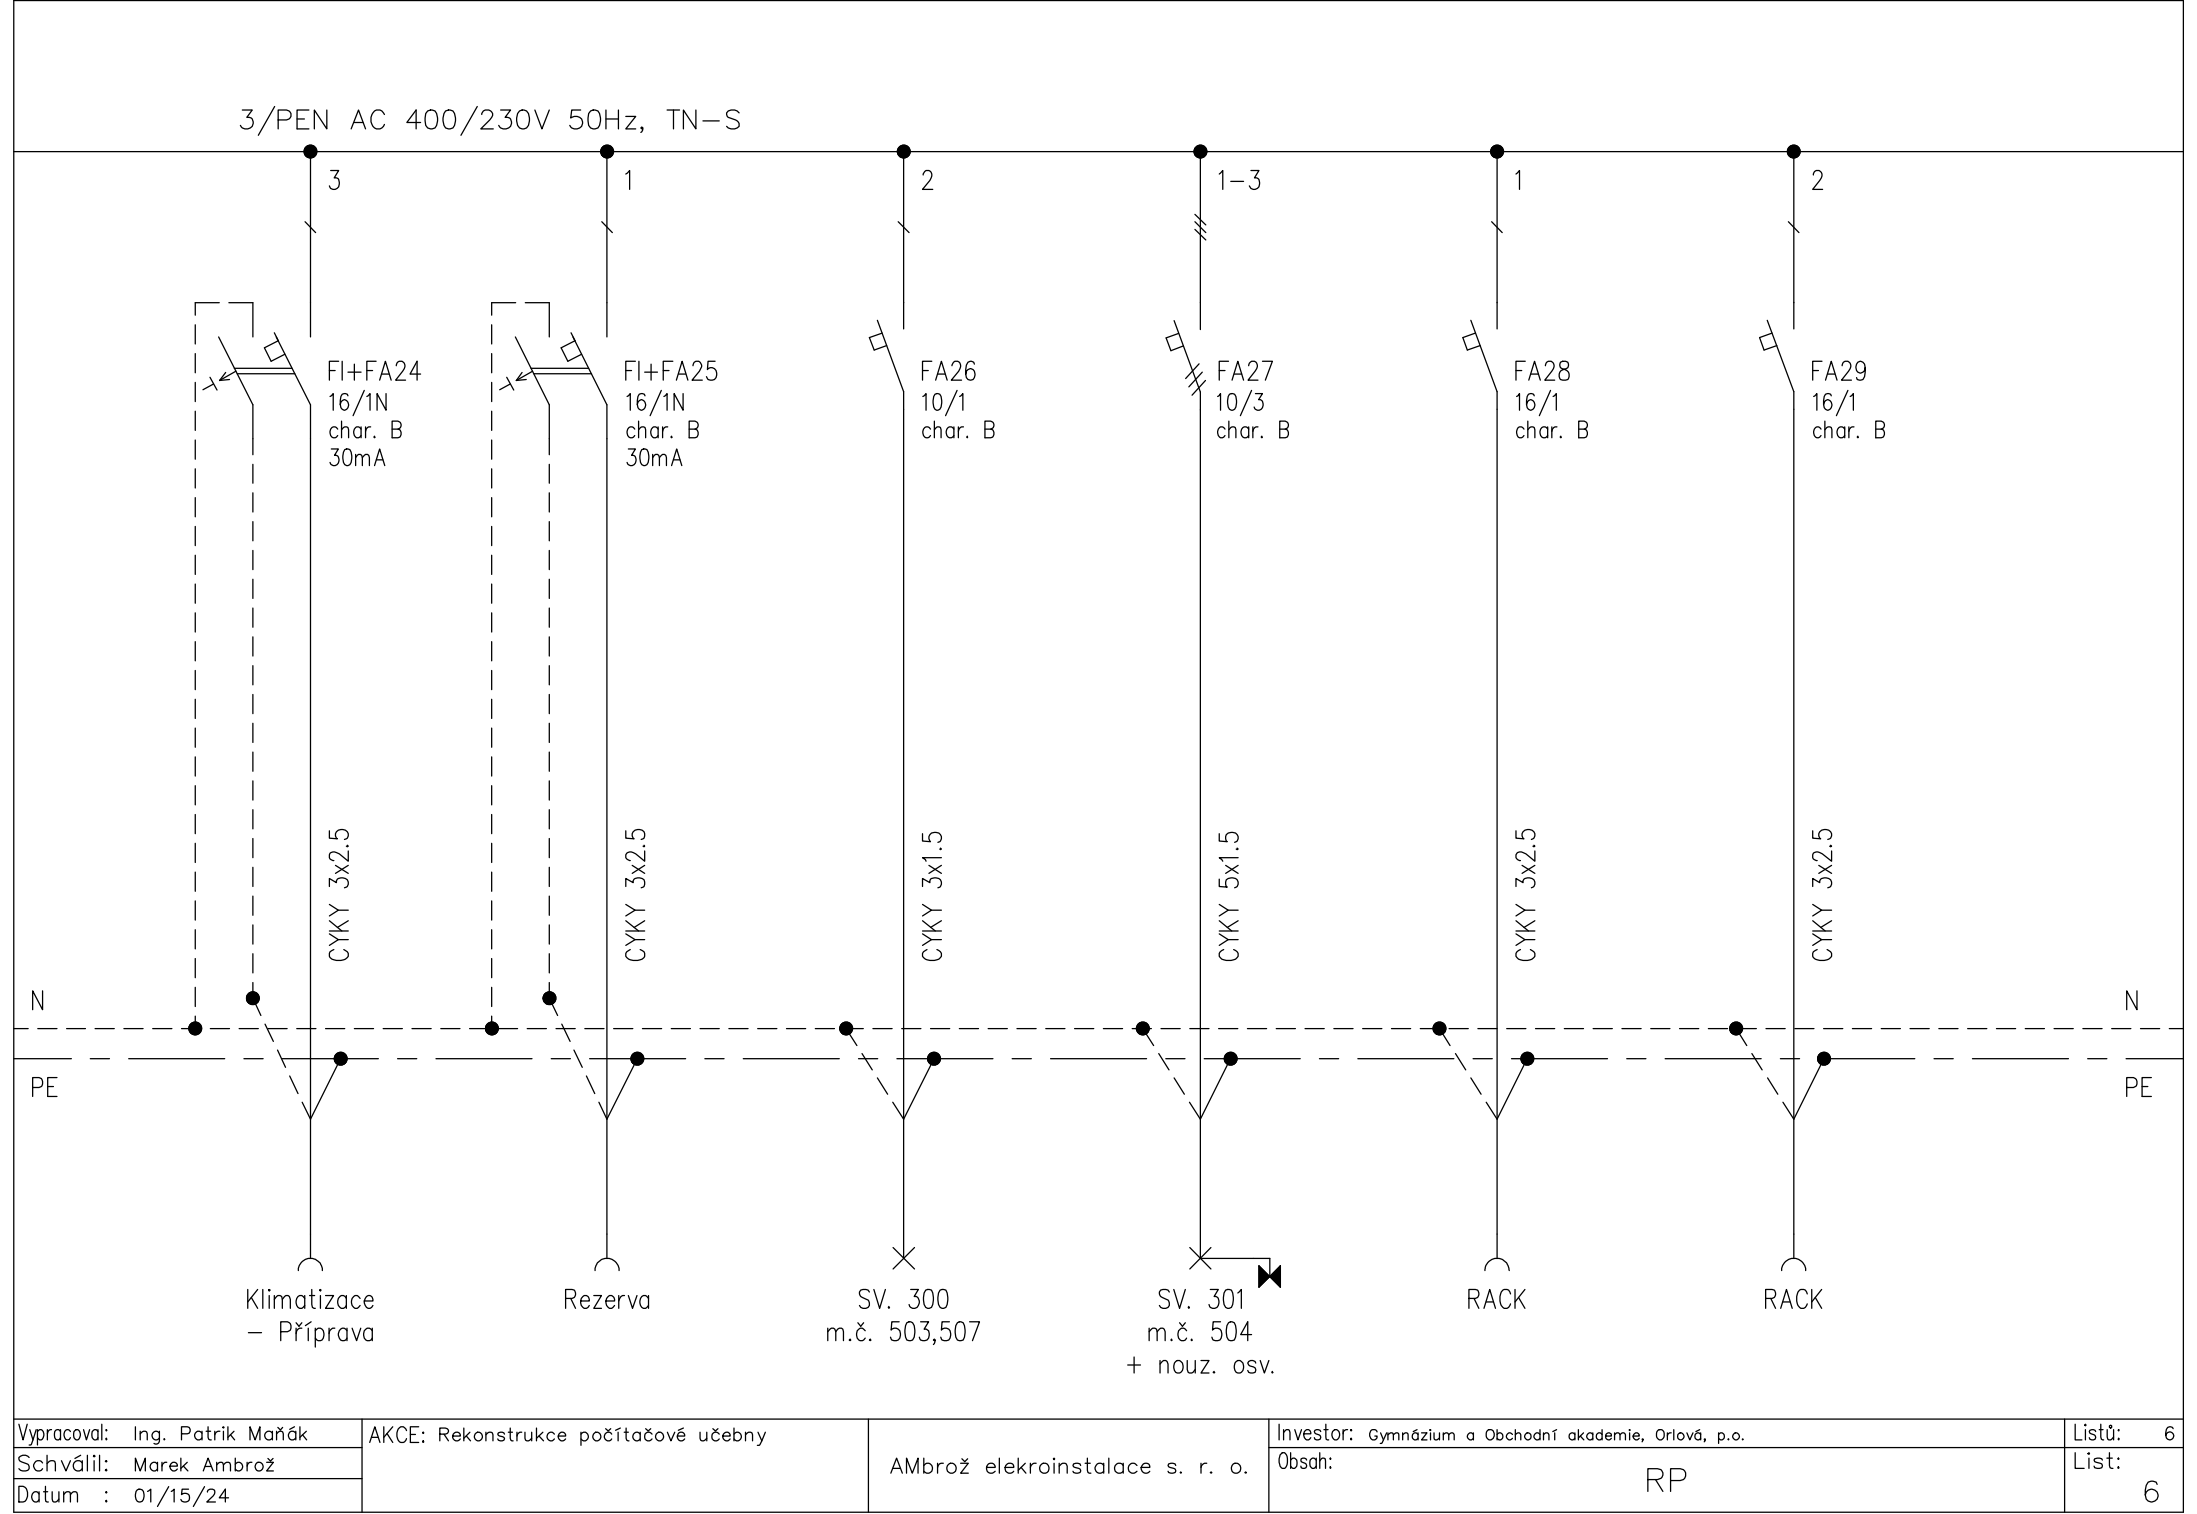 3/PEN AC 400/230V 50Hz, TN-S
3
1
2
1-3
1
2
FI+FA24
16/1N
char. B
30mA
FI+FA25
16/1N
char. B
30mA
FA26
10/1
char. B
FA27
10/3
char. B
FA28
16/1
char. B
FA29
16/1
char. B
CYKY 3x2.5
CYKY 3x2.5
CYKY 3x1.5
CYKY 5x1.5
CYKY 3x2.5
CYKY 3x2.5
N
N
PE
PE
Klimatizace
- Příprava
Rezerva
SV. 300
m.č. 503,507
SV. 301
m.č. 504
+ nouz. osv.
RACK
RACK
Vypracoval: Ing. Patrik Maňák
Schválil: Marek Ambrož
Datum : 01/15/24
AKCE: Rekonstrukce počítačové učebny
AMbrož elekroinstalace s. r. o.
Investor: Gymnázium a Obchodní akademie, Orlová, p.o.
Obsah:
RP
Listů: 6
List:
6